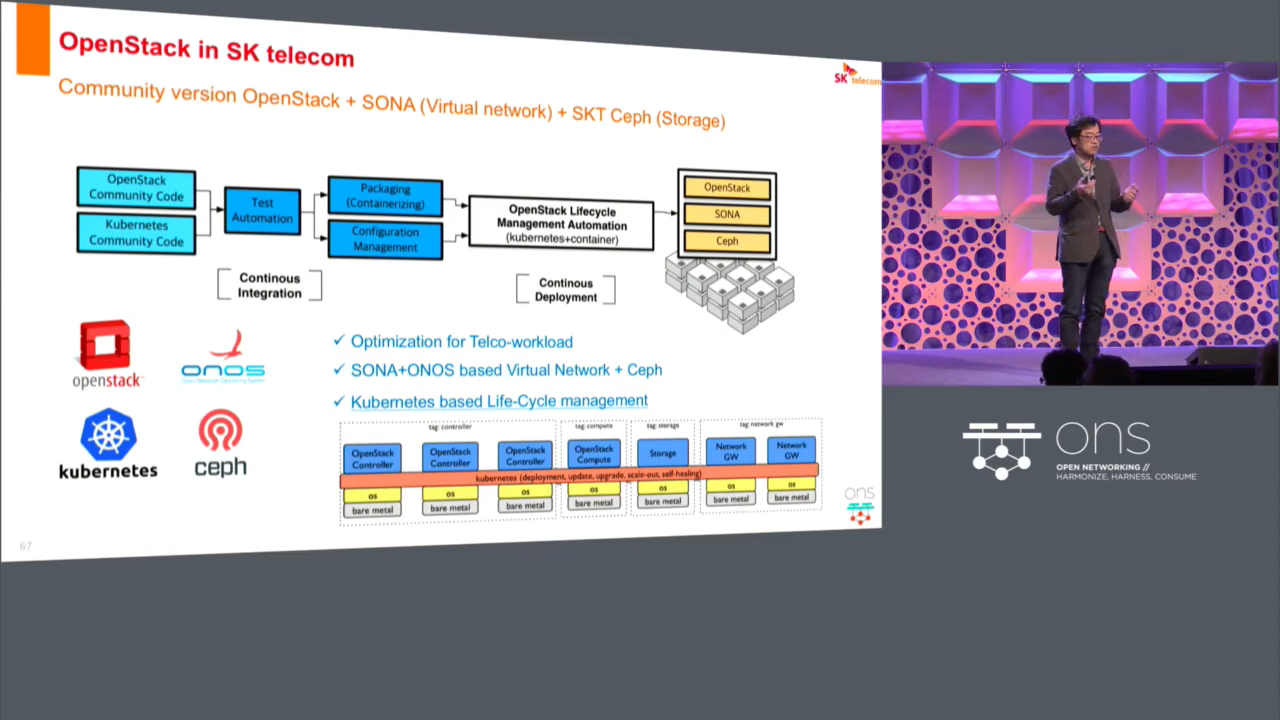 OpenStack in SK telecom
Community version OpenStack + SONA (Virtual network) + SKT Ceph (Storage)
SK telecom
OpenStack
Community Code
Kubernetes
Community Code
Test
Automation
Packaging
(Containerizing)
Configuration
Management
OpenStack Lifecycle
Management Automation
(kubernetes+container)
OpenStack
SONA
Ceph
Continous
Integration
Continous
Deployment
openstack
onos
Open Network Operating System
kubernetes
ceph
✓ Optimization for Telco-workload
✓ SONA+ONOS based Virtual Network + Ceph
✓ Kubernetes based Life-Cycle management
tag: controller
tag: compute
tag: storage
tag: network gw
OpenStack
Controller
OpenStack
Controller
OpenStack
Controller
OpenStack
Compute
Storage
Network
GW
Network
GW
kubernetes (deployment, update, upgrade, scale-out, self-healing)
os
os
os
os
os
os
os
bare metal
bare metal
bare metal
bare metal
bare metal
bare metal
bare metal
ons
67
ons
OPEN NETWORKING //
HARMONIZE, HARNESS, CONSUME